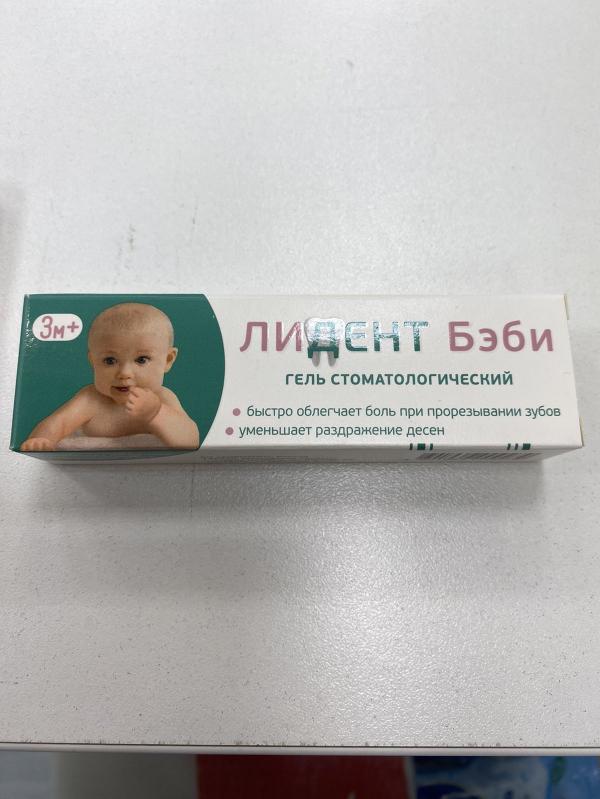 3м+
ЛИДЕНТ Бэби
ГЕЛЬ СТОМАТОЛОГИЧЕСКИЙ
быстро облегчает боль при прорезывании зубов
уменьшает раздражение десен